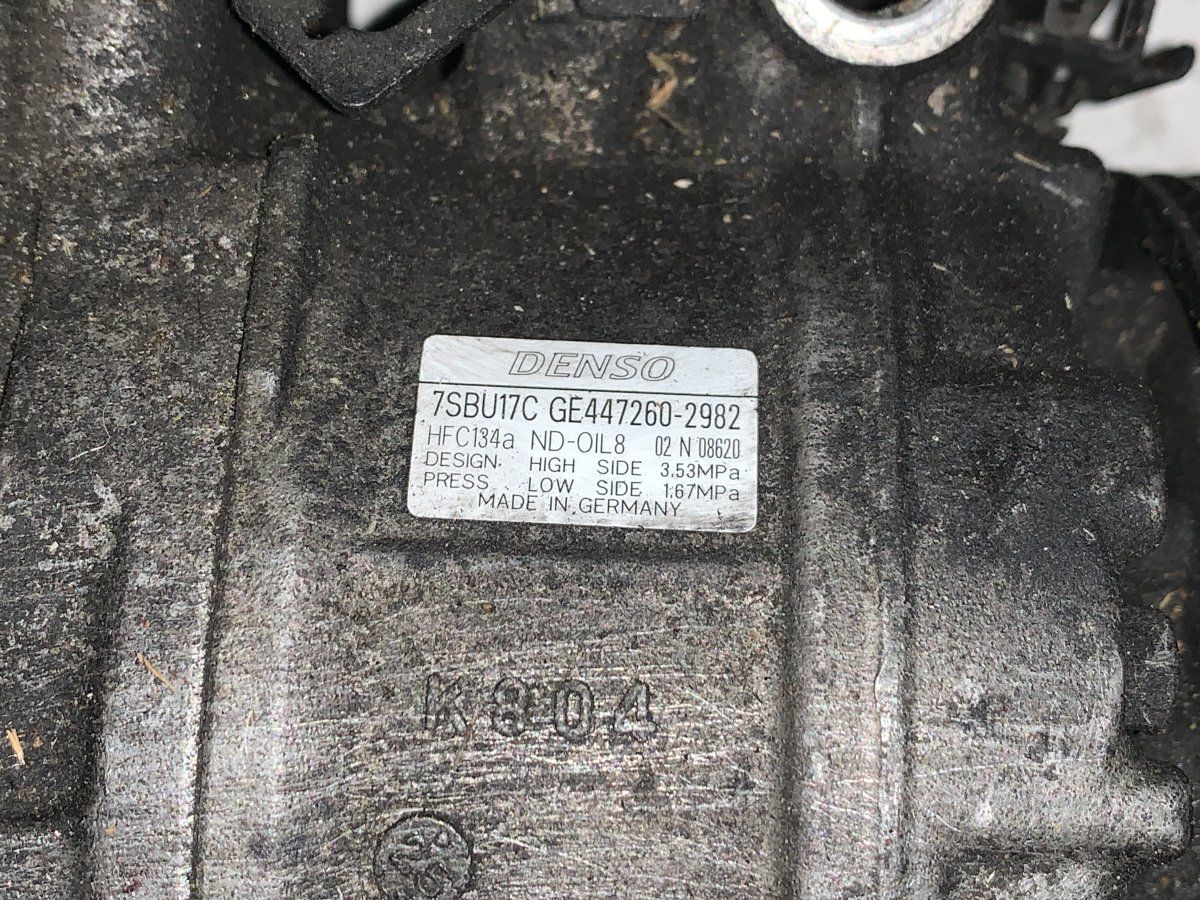 DENSO
7SBU17C GE447260-2982
HFC134a ND-OIL8 02 N 08620
DESIGN. HIGH SIDE 3.53MPa
PRESS. LOW SIDE 1.67MPa
MADE IN GERMANY
K904